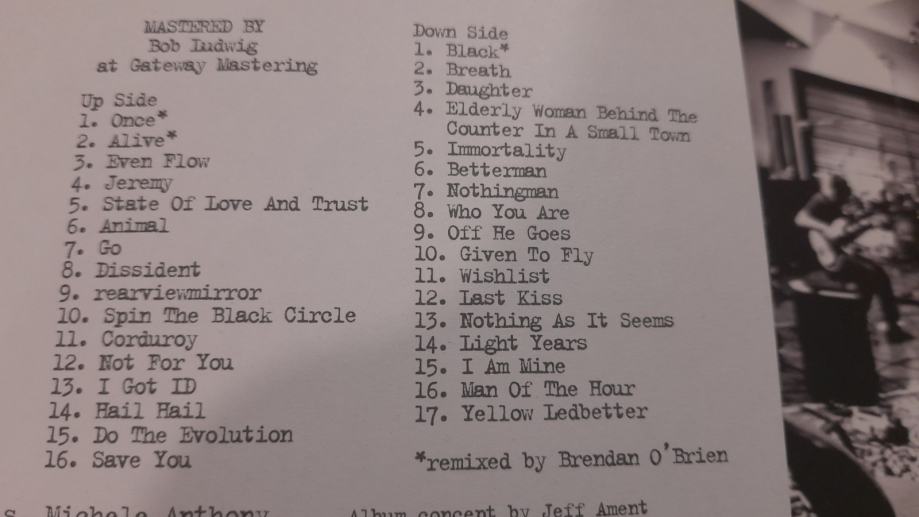 MASTERED BY
Bob Ludwig
at Gateway Mastering
Up Side
1. Once*
2. Alive*
3. Even Flow
4. Jeremy
5. State Of Love And Trust
6. Animal
7. Go
8. Dissident
9. rearviewmirror
10. Spin The Black Circle
11. Corduroy
12. Not For You
13. I Got ID
14. Hail Hail
15. Do The Evolution
16. Save You
Down Side
1. Black*
2. Breath
3. Daughter
4. Elderly Woman Behind The
Counter In A Small Town
5. Immortality
6. Betterman
7. Nothingman
8. Who You Are
9. Off He Goes
10. Given To Fly
11. Wishlist
12. Last Kiss
13. Nothing As It Seems
14. Light Years
15. I Am Mine
16. Man Of The Hour
17. Yellow Ledbetter
*remixed by Brendan O'Brien
s. Michele Anthony
Album concept by Jeff Ament